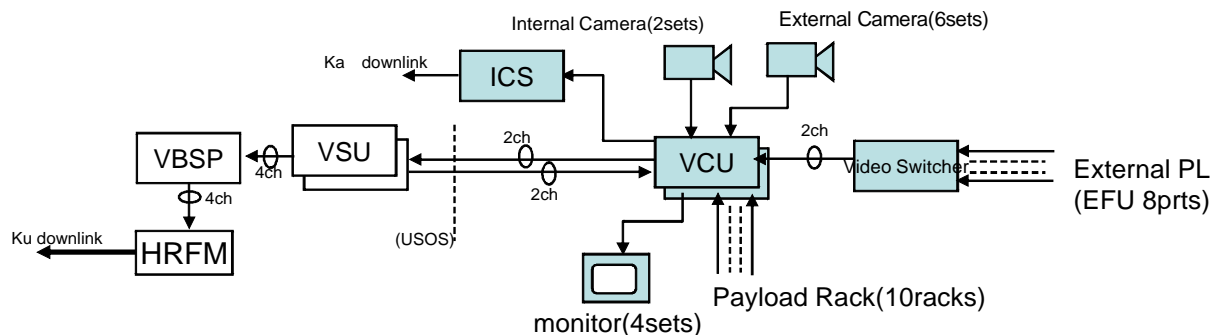 Internal Camera(2sets)
External Camera(6sets)
Ka downlink
ICS
VBSP
4ch
VSU
2ch
2ch
VCU
2ch
Video Switcher
External PL
(EFU 8prts)
4ch
Ku downlink
HRFM
(USOS)
monitor(4sets)
Payload Rack(10racks)